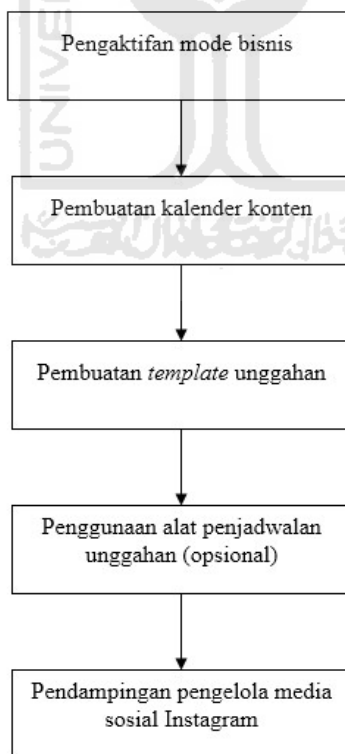 Pengaktifan mode bisnis
UNIVER
Pembuatan kalender konten
Pembuatan template unggahan
Penggunaan alat penjadwalan
unggahan (opsional)
Pendampingan pengelola media
sosial Instagram